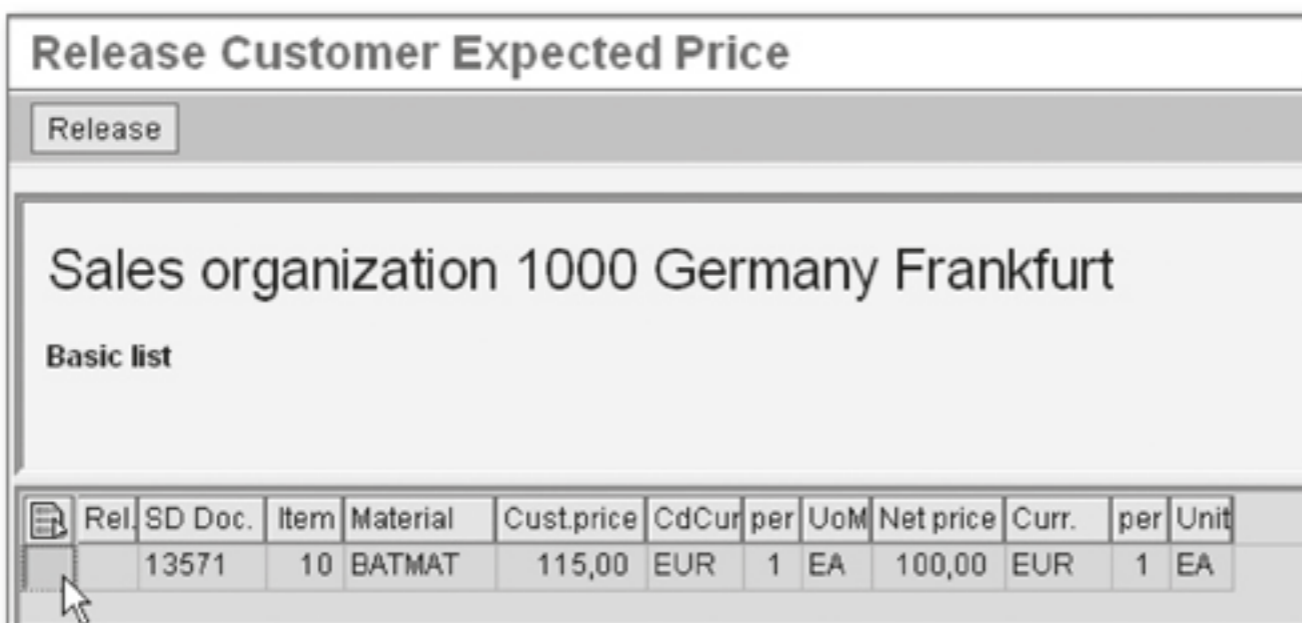 Release Customer Expected Price
Release
Sales organization 1000 Germany Frankfurt
Basic list
Rel. SD Doc. Item Material Cust.price CdCur per UoM Net price Curr. per Unit
13571 10 BATMAT 115,00 EUR 1 EA 100,00 EUR 1 EA